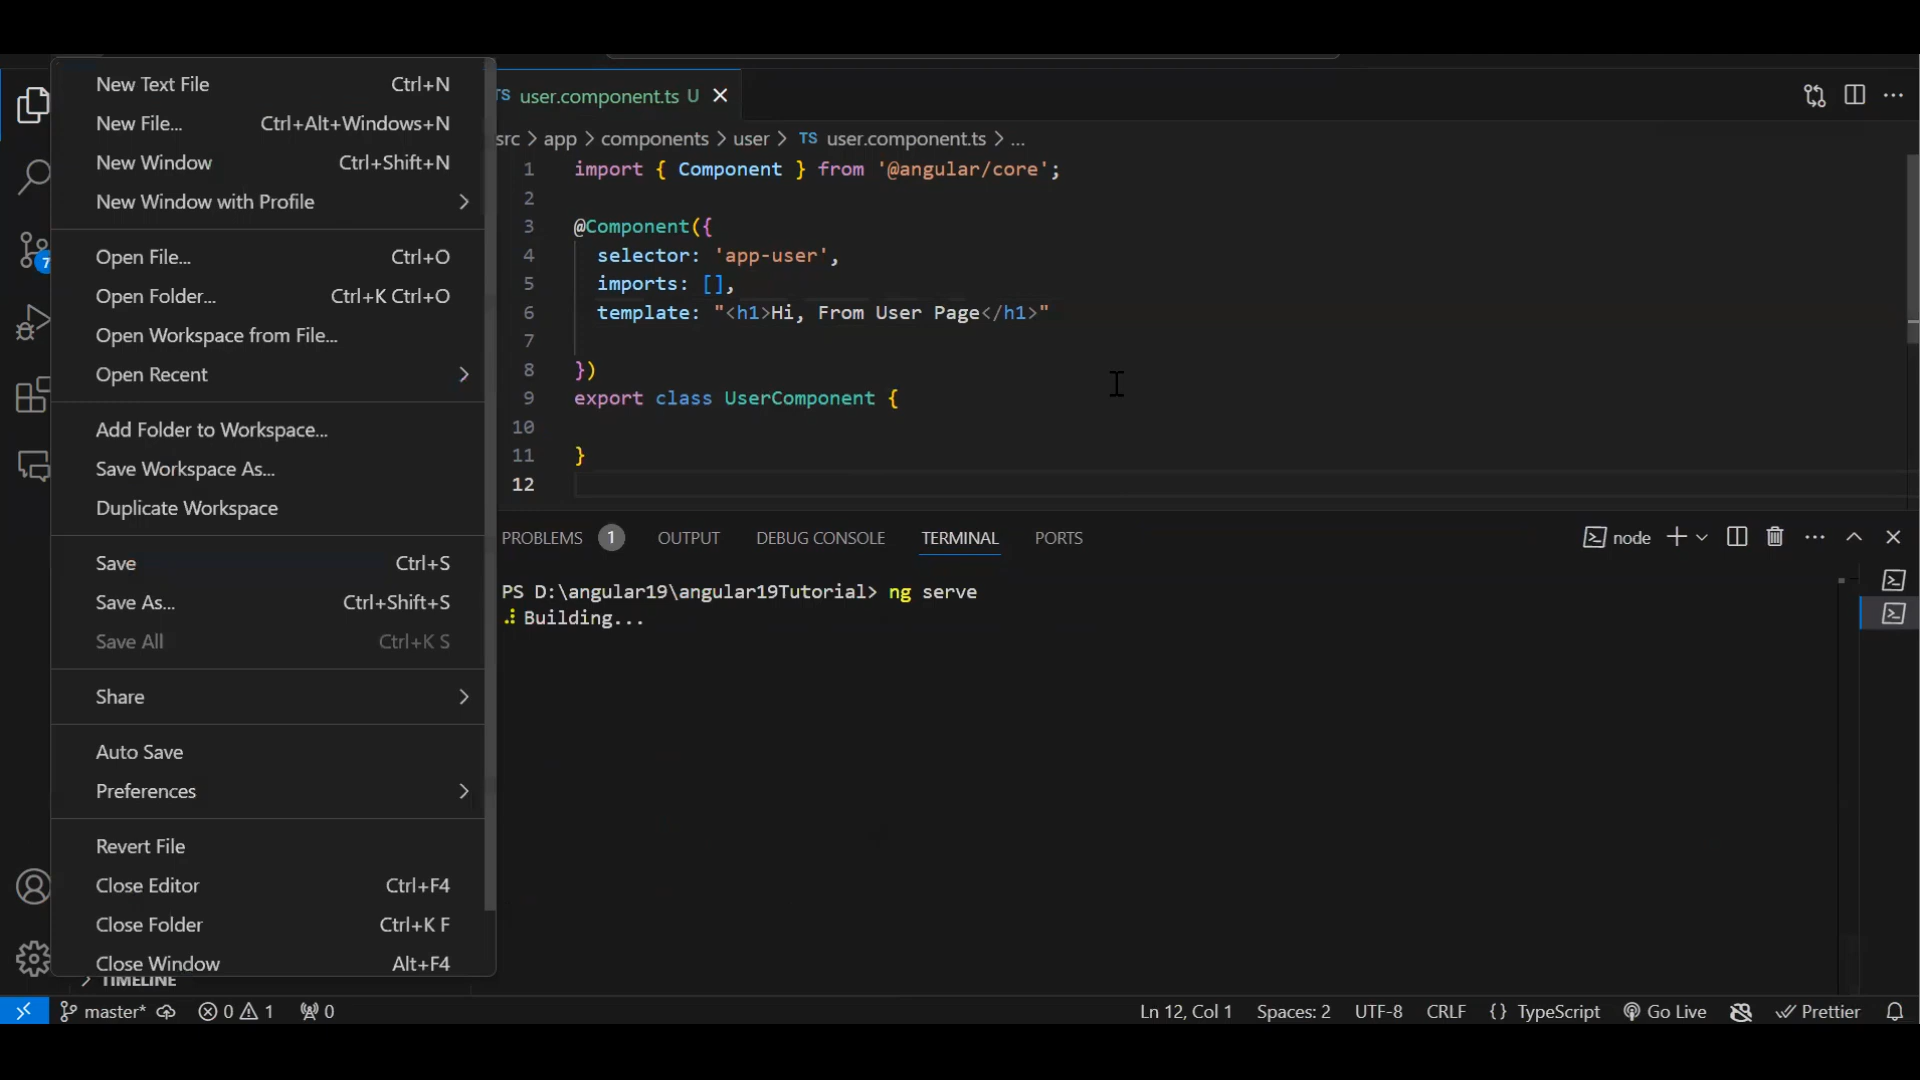 New Text File Ctrl+N
New File... Ctrl+Alt+Windows+N
New Window Ctrl+Shift+N
New Window with Profile
Open File... Ctrl+O
Open Folder... Ctrl+K Ctrl+O
Open Workspace from File...
Open Recent
Add Folder to Workspace...
Save Workspace As...
Duplicate Workspace
Save Ctrl+S
Save As... Ctrl+Shift+S
Save All Ctrl+K S
Share
Auto Save
Preferences
Revert File
Close Editor Ctrl+F4
Close Folder Ctrl+K F
Close Window Alt+F4
TIMELINE
7
TS user.component.ts U
src > app > components > user > TS user.component.ts > ...
1 import { Component } from '@angular/core';
2
3 @Component({
4 selector: 'app-user',
5 imports: [],
6 template: "<h1>Hi, From User Page</h1>"
7
8 })
9 export class UserComponent {
10
11 }
12
PROBLEMS 1 OUTPUT DEBUG CONSOLE TERMINAL PORTS node
PS D:\angular19\angular19Tutorial> ng serve
Building...
master* 0 1 0 Ln 12, Col 1 Spaces: 2 UTF-8 CRLF {} TypeScript Go Live Prettier